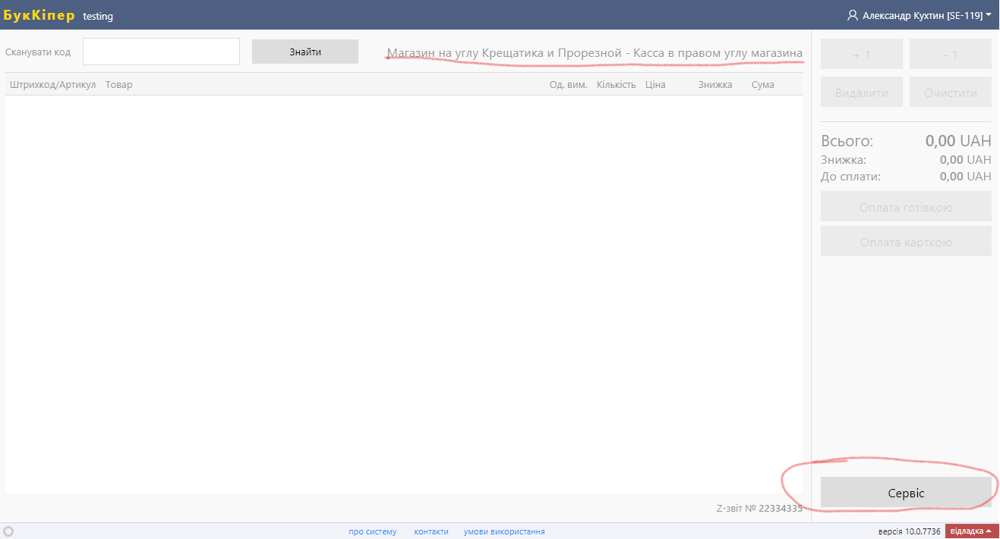 БукКіпер testing
Александр Кухтин [SE-119]
Сканувати код
Знайти
Магазин на углу Крещатика и Прорезной - Касса в правом углу магазина
+ 1
- 1
Штрихкод/Артикул Товар Од. вим. Кількість Ціна Знижка Сума
Видалити
Очистити
Всього: 0,00 UAH
Знижка: 0,00 UAH
До сплати: 0,00 UAH
Оплата готівкою
Оплата карткою
Сервіс
Z-звіт № 22334335
про систему контакти умови використання
версія 10.0.7736 відладка